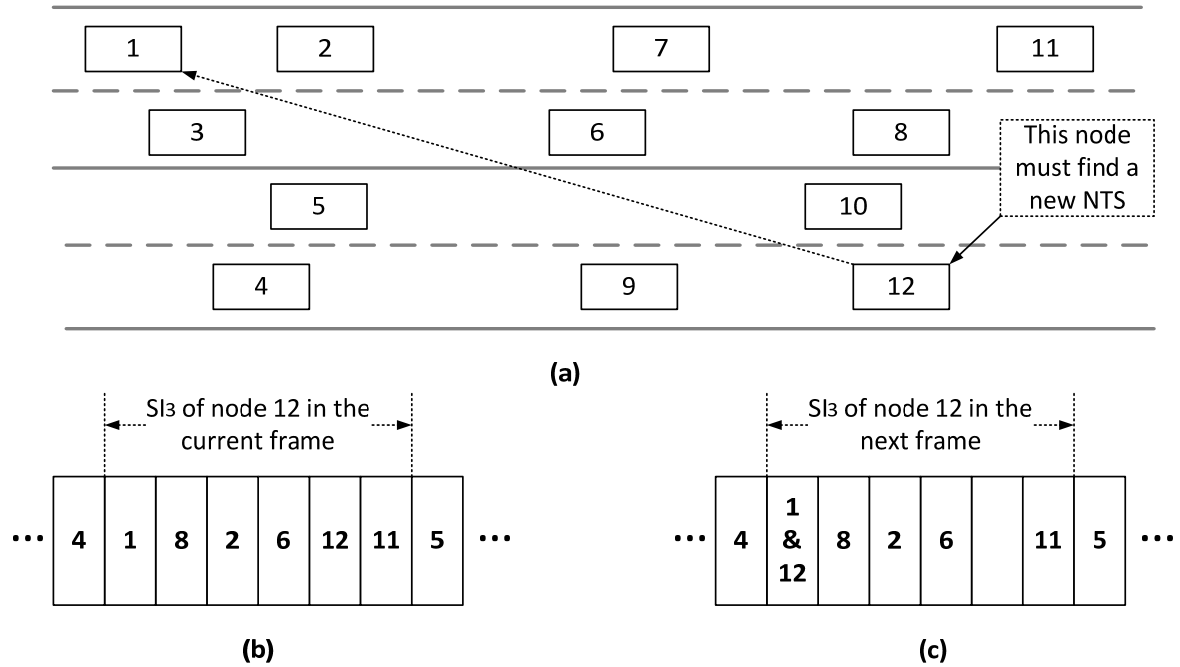 1 2 7 11
3 6 8
This node
must find a
new NTS
5 10
4 9 12
(a)
SI3 of node 12 in the
current frame
... 4 1 8 2 6 12 11 5 ...
(b)
SI3 of node 12 in the
next frame
... 4 1 & 12 8 2 6 11 5 ...
(c)